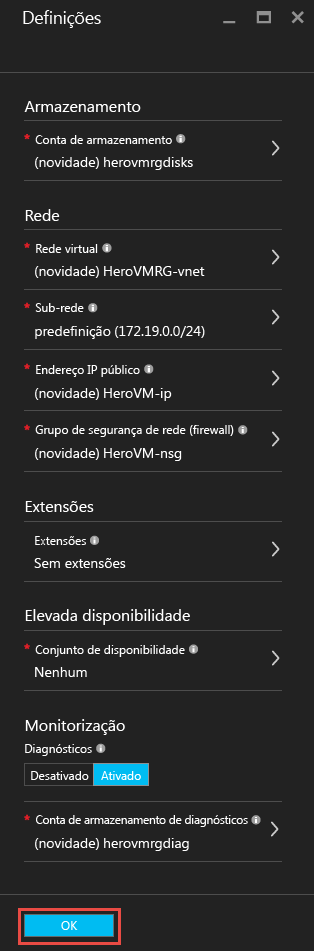 Definições
Armazenamento
* Conta de armazenamento
(novidade) herovmrgdisks
Rede
* Rede virtual
(novidade) HeroVMRG-vnet
* Sub-rede
predefinição (172.19.0.0/24)
* Endereço IP público
(novidade) HeroVM-ip
* Grupo de segurança de rede (firewall)
(novidade) HeroVM-nsg
Extensões
Extensões
Sem extensões
Elevada disponibilidade
* Conjunto de disponibilidade
Nenhum
Monitorização
Diagnósticos
Desativado Ativado
* Conta de armazenamento de diagnósticos
(novidade) herovmrgdiag
OK